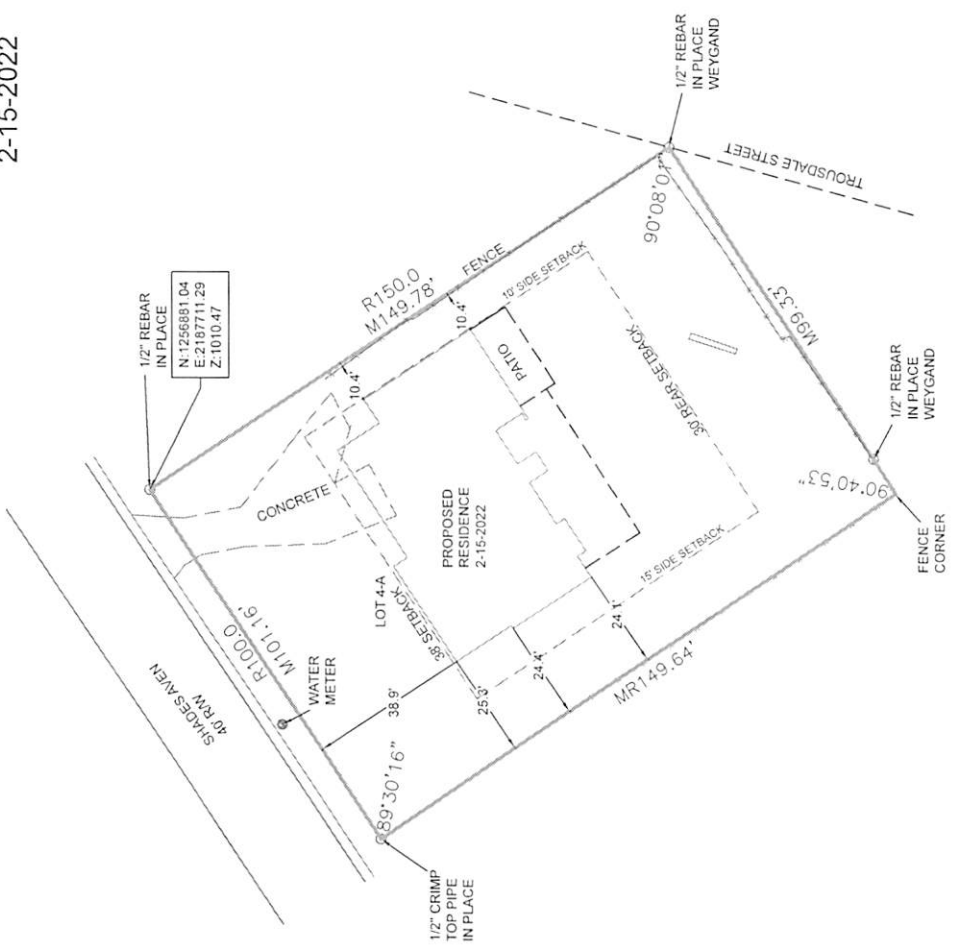 2-15-2022
1/2" REBAR
IN PLACE
N:1256881.04
E:2187711.29
Z:1010.47
SHADES AVEN
40' R/W
R100.0
M101.16'
WATER
METER
CONCRETE
LOT 4-A
38' SETBACK
38.9'
25.3'
24.4'
24.1'
89°30'16"
1/2" CRIMP
TOP PIPE
IN PLACE
R150.0
M149.78'
FENCE
10.4'
10.4'
10' SIDE SETBACK
PATIO
PROPOSED
RESIDENCE
2-15-2022
30' REAR SETBACK
15' SIDE SETBACK
MR149.64'
1/2" REBAR
IN PLACE
WEYGAND
TROUSDALE STREET
M99.33'
1/2" REBAR
IN PLACE
WEYGAND
90°40'53"
FENCE
CORNER